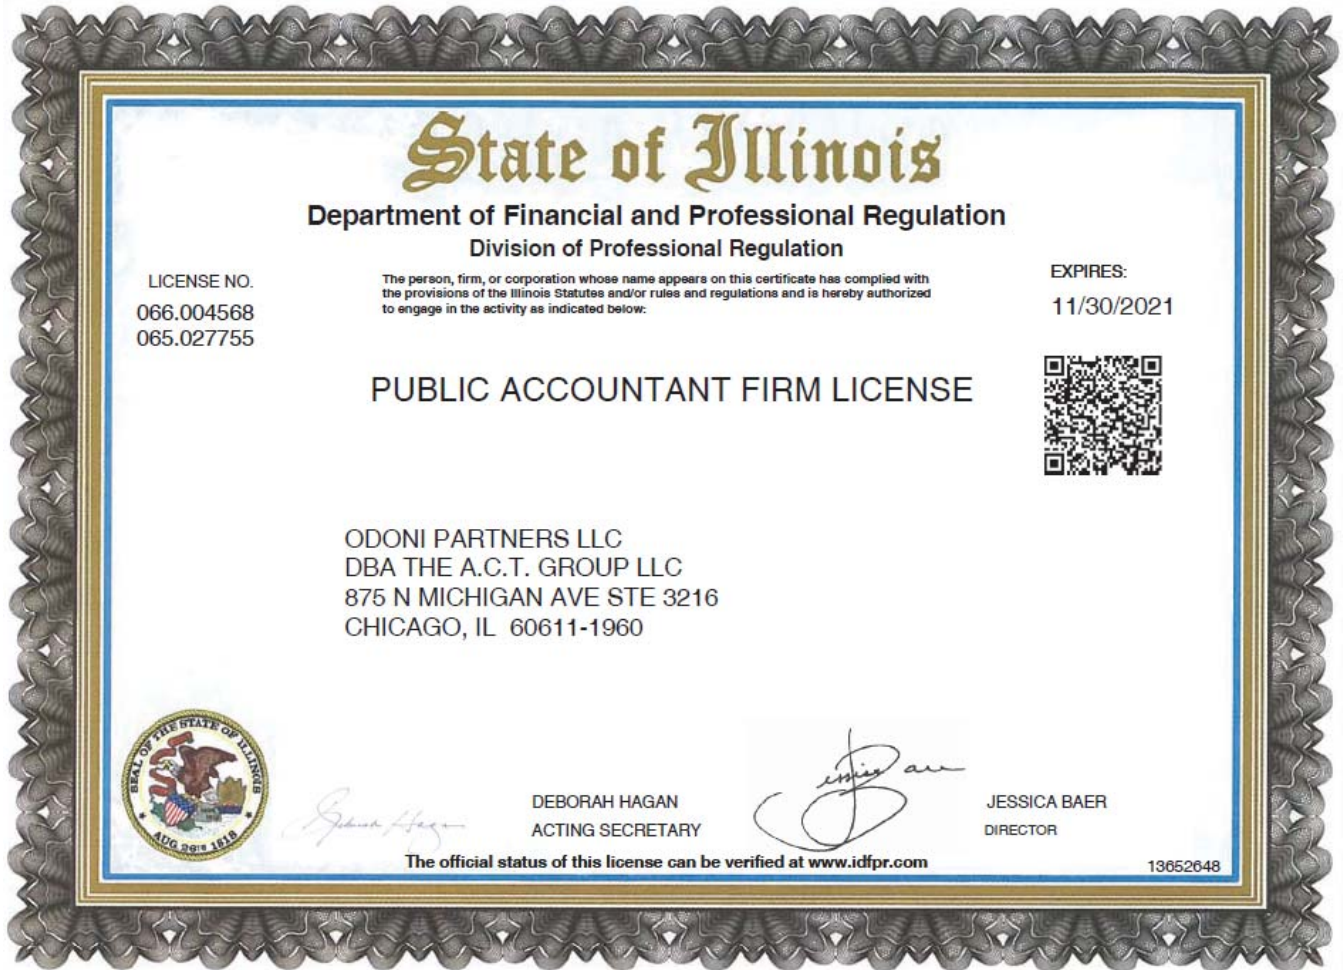 State of Illinois
Department of Financial and Professional Regulation
Division of Professional Regulation
LICENSE NO.
066.004568
065.027755
The person, firm, or corporation whose name appears on this certificate has complied with
the provisions of the Illinois Statutes and/or rules and regulations and is hereby authorized
to engage in the activity as indicated below:
EXPIRES:
11/30/2021
PUBLIC ACCOUNTANT FIRM LICENSE
ODONI PARTNERS LLC
DBA THE A.C.T. GROUP LLC
875 N MICHIGAN AVE STE 3216
CHICAGO, IL 60611-1960
SEAL OF THE STATE OF ILLINOIS
AUG. 26TH 1818
Deborah Hagan
DEBORAH HAGAN
ACTING SECRETARY
Jessica Baer
JESSICA BAER
DIRECTOR
The official status of this license can be verified at www.idfpr.com
13652648